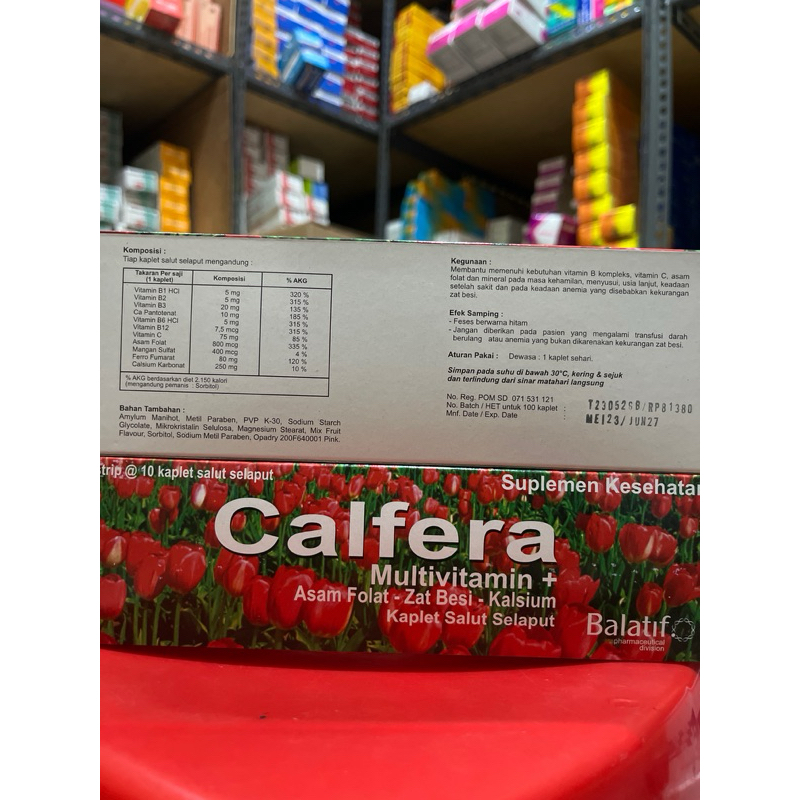 Komposisi :
Tiap kaplet salut selaput mengandung :
Takaran Per saji (1 kaplet) Komposisi % AKG
Vitamin B1 HCl 5 mg 320 %
Vitamin B2 5 mg 315 %
Vitamin B3 20 mg 135 %
Ca Pantotenat 10 mg 185 %
Vitamin B6 HCl 5 mg 315 %
Vitamin B12 7,5 mcg 315 %
Vitamin C 75 mg 85 %
Asam Folat 800 mcg 335 %
Mangan Sulfat 400 mcg 4 %
Ferro Fumarat 80 mg 120 %
Calsium Karbonat 250 mg 10 %
% AKG berdasarkan diet 2.150 kalori
(mengandung pemanis : Sorbitol)
Bahan Tambahan :
Amylum Manihot, Metil Paraben, PVP K-30, Sodium Starch
Glycolate, Mikrokristalin Selulosa, Magnesium Stearat, Mix Fruit
Flavour, Sorbitol, Sodium Metil Paraben, Opadry 200F640001 Pink.
Kegunaan :
Membantu memenuhi kebutuhan vitamin B kompleks, vitamin C, asam
folat dan mineral pada masa kehamilan, menyusui, usia lanjut, keadaan
setelah sakit dan pada keadaan anemia yang disebabkan kekurangan
zat besi.
Efek Samping :
- Feses berwarna hitam
- Jangan diberikan pada pasien yang mengalami transfusi darah
berulang atau anemia yang bukan dikarenakan kekurangan zat besi.
Aturan Pakai : Dewasa : 1 kaplet sehari.
Simpan pada suhu di bawah 30°C, kering & sejuk
dan terlindung dari sinar matahari langsung
No. Reg. POM SD 071 531 121
No. Batch / HET untuk 100 kaplet : T230525B/RP81380
Mnf. Date / Exp. Date : MEI23/JUN27
strip @ 10 kaplet salut selaput
Suplemen Kesehatan
Calfera
Multivitamin +
Asam Folat - Zat Besi - Kalsium
Kaplet Salut Selaput
Balatif
pharmaceutical
division